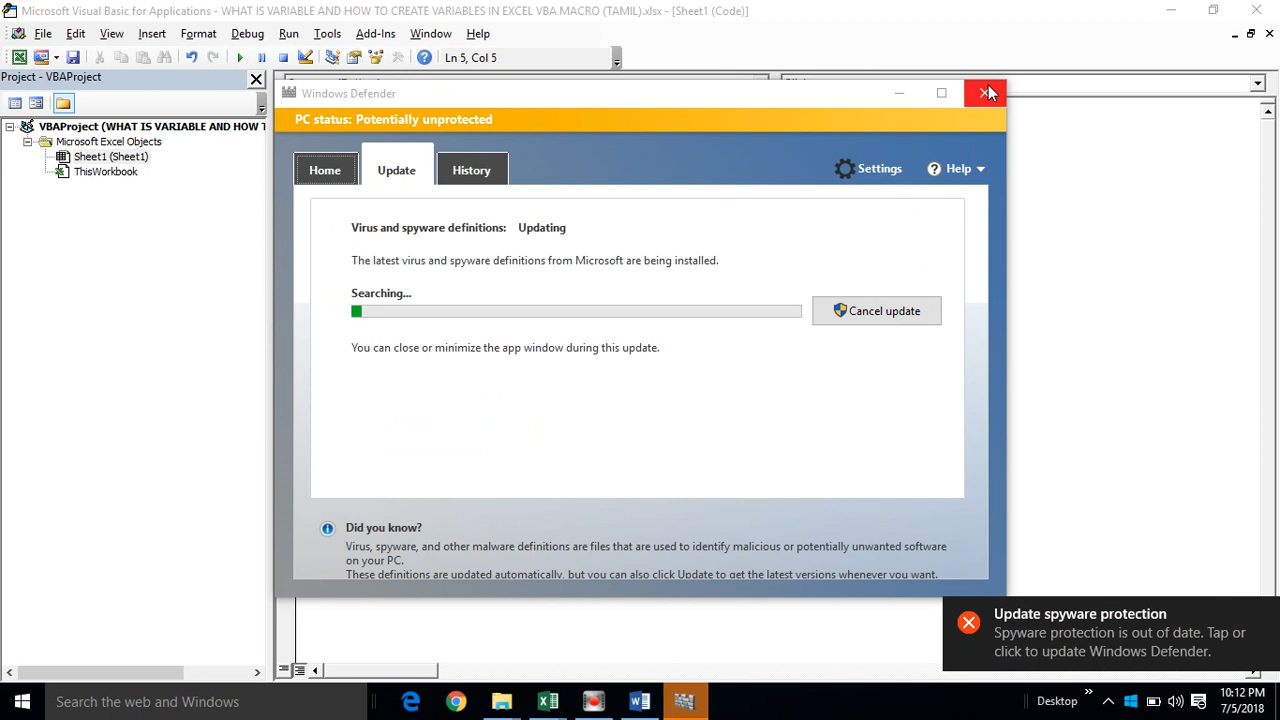 Microsoft Visual Basic for Applications - WHAT IS VARIABLE AND HOW TO CREATE VARIABLES IN EXCEL VBA MACRO (TAMIL).xlsx - [Sheet1 (Code)]
File Edit View Insert Format Debug Run Tools Add-Ins Window Help
Ln 5, Col 5
Project - VBAProject
VBAProject (WHAT IS VARIABLE AND HOW T
Microsoft Excel Objects
Sheet1 (Sheet1)
ThisWorkbook
Windows Defender
PC status: Potentially unprotected
Home Update History Settings Help
Virus and spyware definitions: Updating
The latest virus and spyware definitions from Microsoft are being installed.
Searching...
Cancel update
You can close or minimize the app window during this update.
Did you know?
Virus, spyware, and other malware definitions are files that are used to identify malicious or potentially unwanted software
on your PC.
These definitions are updated automatically, but you can also click Update to get the latest versions whenever you want.
Update spyware protection
Spyware protection is out of date. Tap or
click to update Windows Defender.
Search the web and Windows
Desktop
10:12 PM
7/5/2018